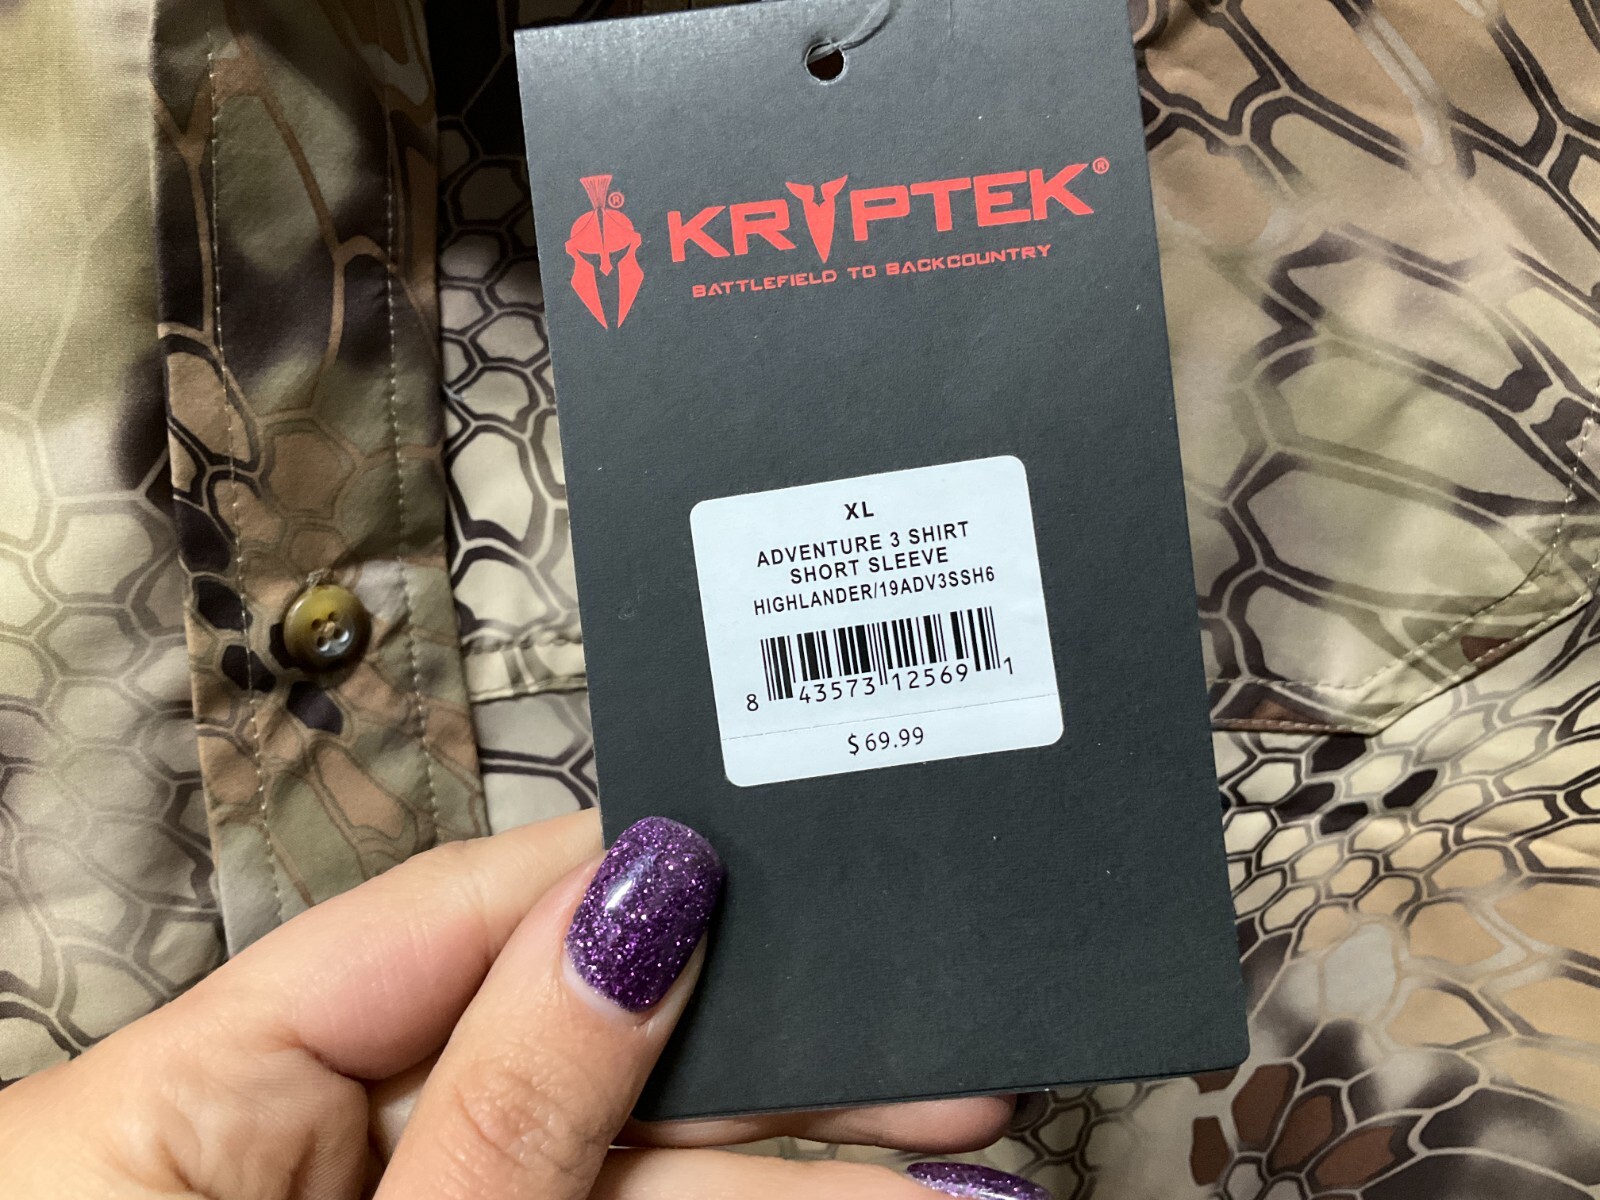 KRYPTEK®
®
BATTLEFIELD TO BACKCOUNTRY
XL
ADVENTURE 3 SHIRT
SHORT SLEEVE
HIGHLANDER/19ADV3SSH6
8 43573 12569 1
$69.99